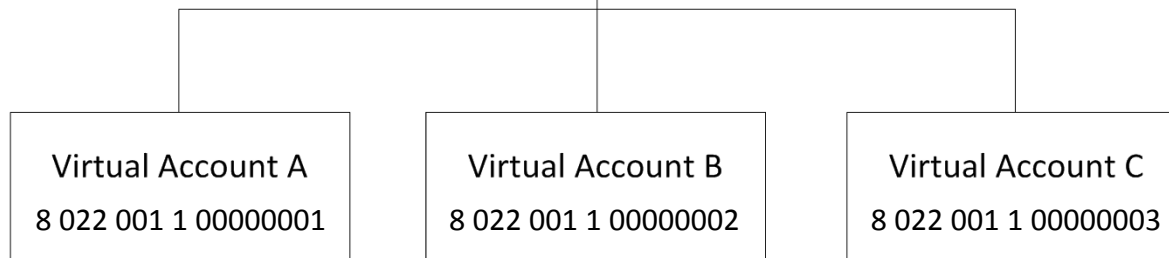 Virtual Account A
8 022 001 1 00000001
Virtual Account B
8 022 001 1 00000002
Virtual Account C
8 022 001 1 00000003